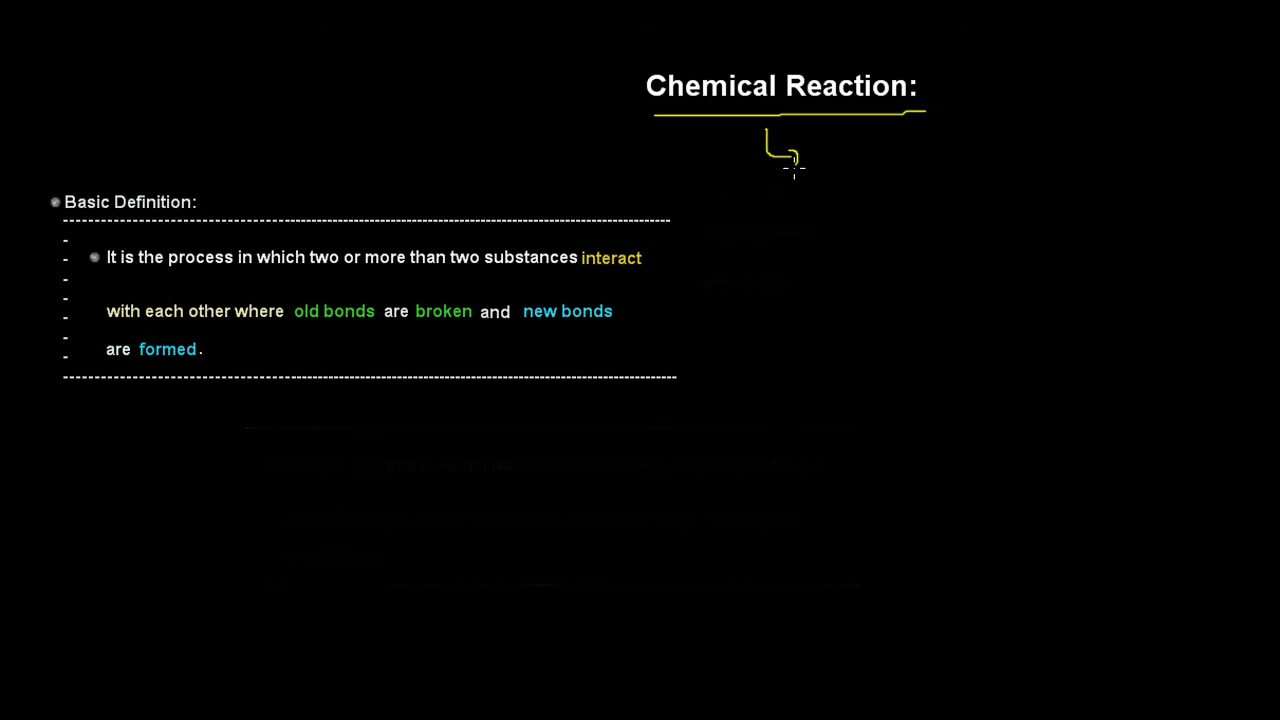 Chemical Reaction:
Basic Definition:
It is the process in which two or more than two substances interact
with each other where old bonds are broken and new bonds
are formed.